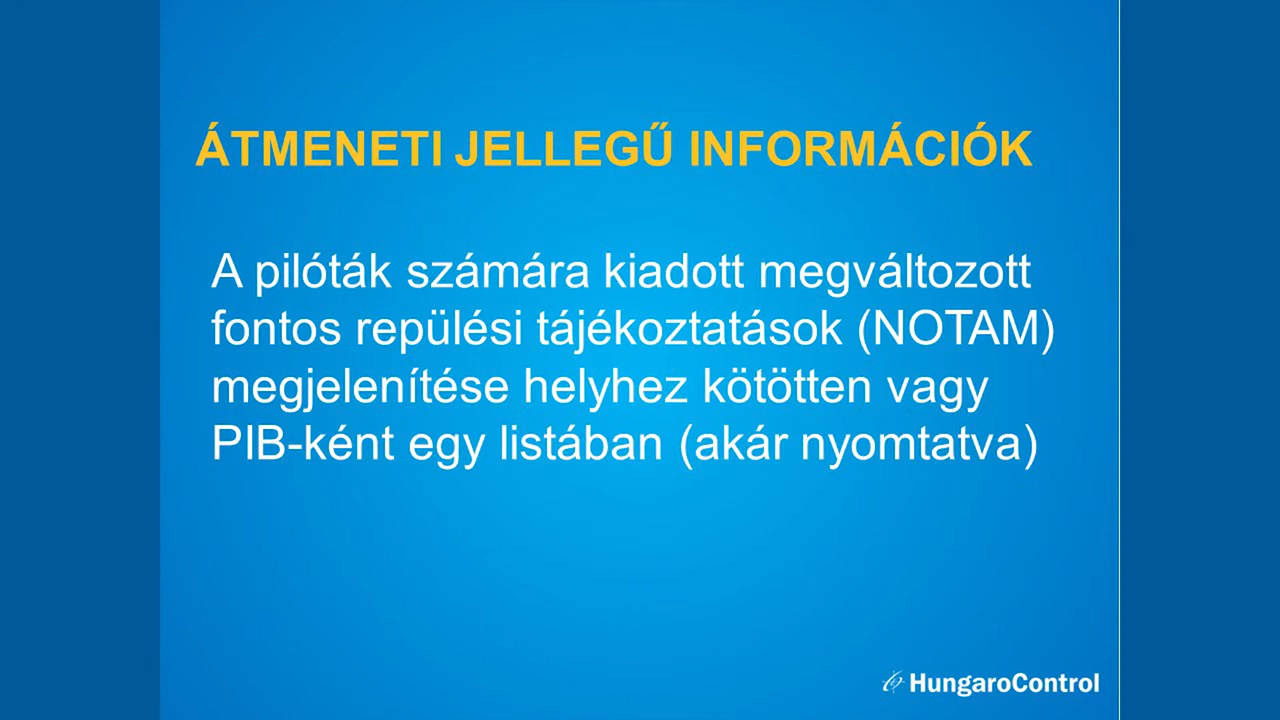 ÁTMENETI JELLEGŰ INFORMÁCIÓK
A pilóták számára kiadott megváltozott
fontos repülési tájékoztatások (NOTAM)
megjelenítése helyhez kötötten vagy
PIB-ként egy listában (akár nyomtatva)
HungaroControl